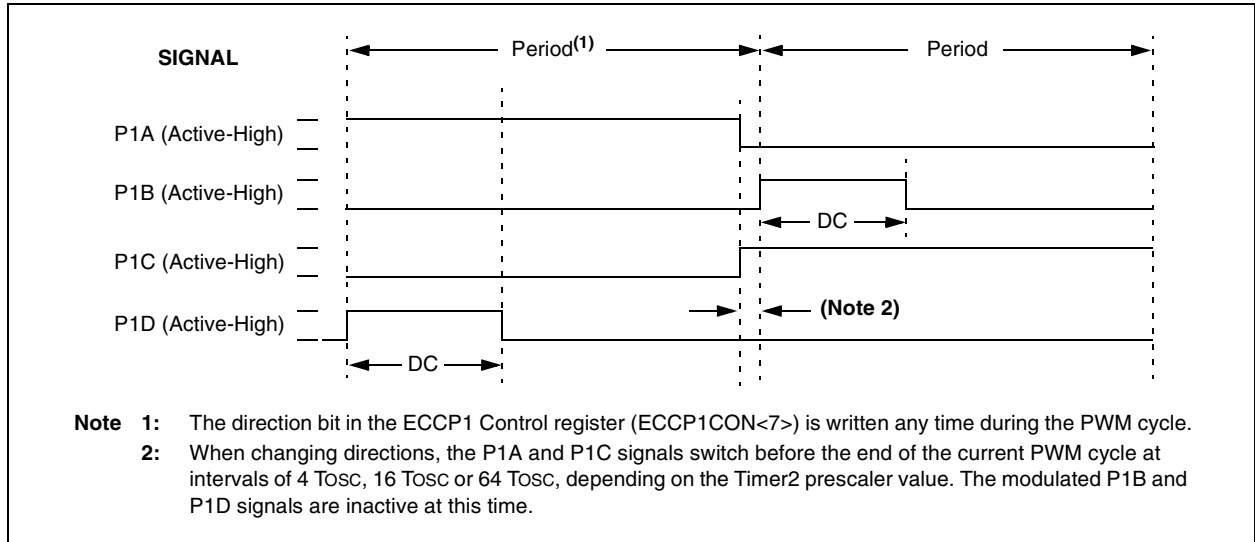 SIGNAL
Period(1)
Period
P1A (Active-High)
P1B (Active-High)
DC
P1C (Active-High)
(Note 2)
P1D (Active-High)
DC
Note 1: The direction bit in the ECCP1 Control register (ECCP1CON<7>) is written any time during the PWM cycle.
2: When changing directions, the P1A and P1C signals switch before the end of the current PWM cycle at
intervals of 4 TOSC, 16 TOSC or 64 TOSC, depending on the Timer2 prescaler value. The modulated P1B and
P1D signals are inactive at this time.